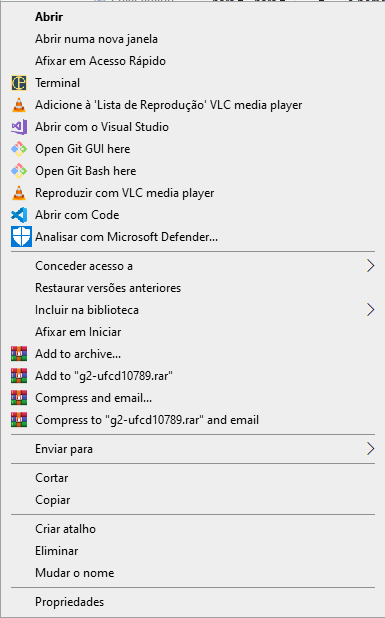 Abrir
Abrir numa nova janela
Afixar em Acesso Rápido
Terminal
Adicione à 'Lista de Reprodução' VLC media player
Abrir com o Visual Studio
Open Git GUI here
Open Git Bash here
Reproduzir com VLC media player
Abrir com Code
Analisar com Microsoft Defender...
Conceder acesso a
Restaurar versões anteriores
Incluir na biblioteca
Afixar em Iniciar
Add to archive...
Add to "g2-ufcd10789.rar"
Compress and email...
Compress to "g2-ufcd10789.rar" and email
Enviar para
Cortar
Copiar
Criar atalho
Eliminar
Mudar o nome
Propriedades